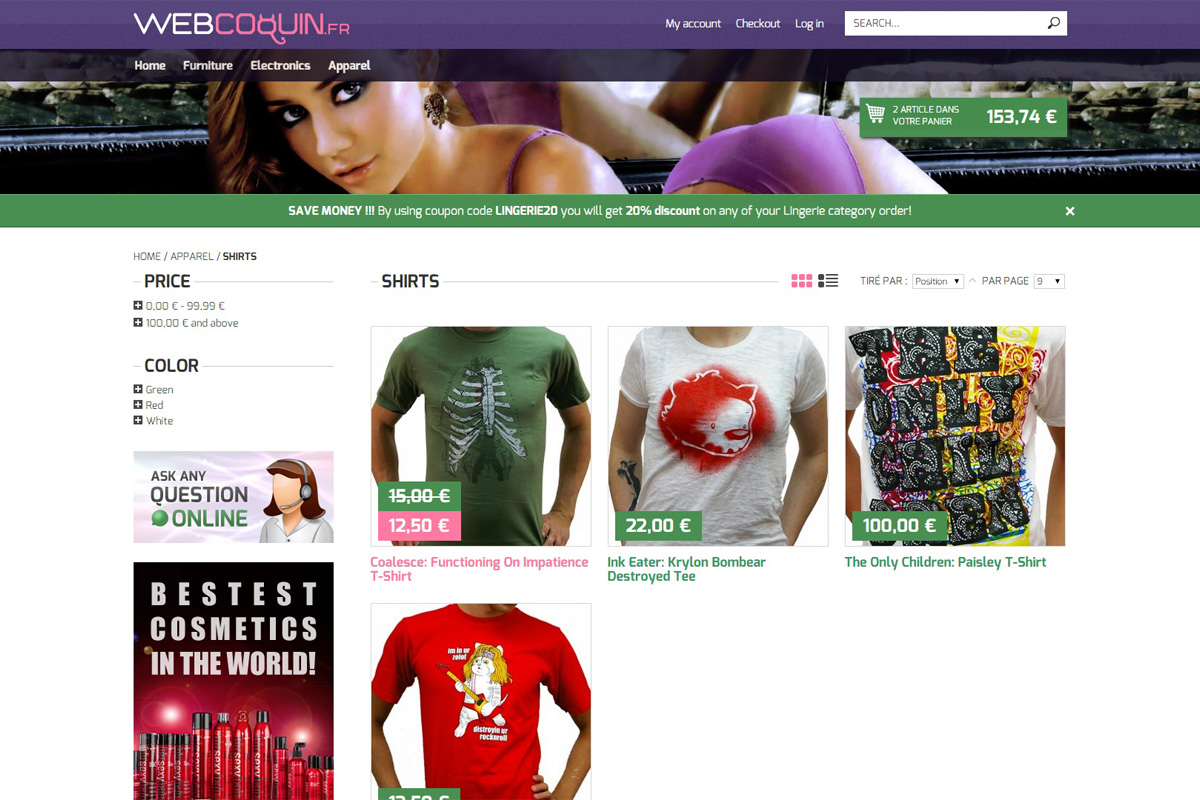 WEBCOQUIN.FR
My account Checkout Log in SEARCH...
Home Furniture Electronics Apparel
2 ARTICLE DANS
VOTRE PANIER
153,74 €
SAVE MONEY !!! By using coupon code LINGERIE20 you will get 20% discount on any of your Lingerie category order!
HOME / APPAREL / SHIRTS
PRICE
0,00 € - 99,99 €
100,00 € and above
COLOR
Green
Red
White
ASK ANY
QUESTION
ONLINE
BESTEST
COSMETICS
IN THE WORLD!
SHIRTS
TIRÉ PAR : Position PAR PAGE 9
15,00 €
12,50 €
Coalesce: Functioning On Impatience
T-Shirt
22,00 €
Ink Eater: Krylon Bombear
Destroyed Tee
THE
ONLY
CHILD
REN
100,00 €
The Only Children: Paisley T-Shirt
im in ur
distroyin ur
rocknroll